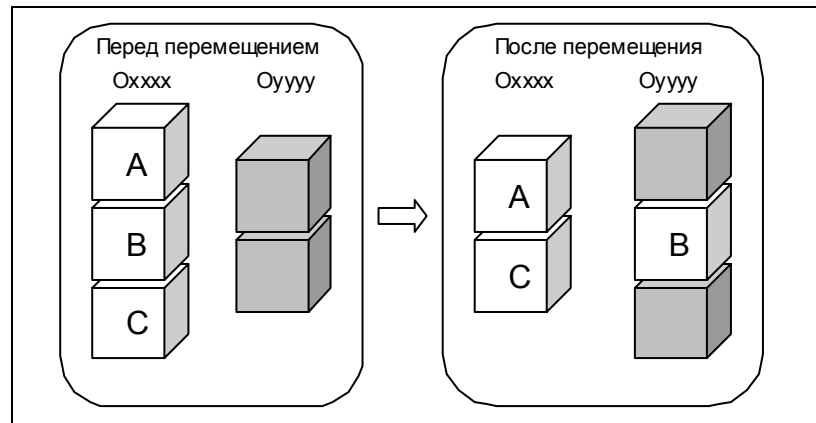 Перед перемещением
Oxxxx Oyyyy
A
B
C
После перемещения
Oxxxx Oyyyy
A
C
B